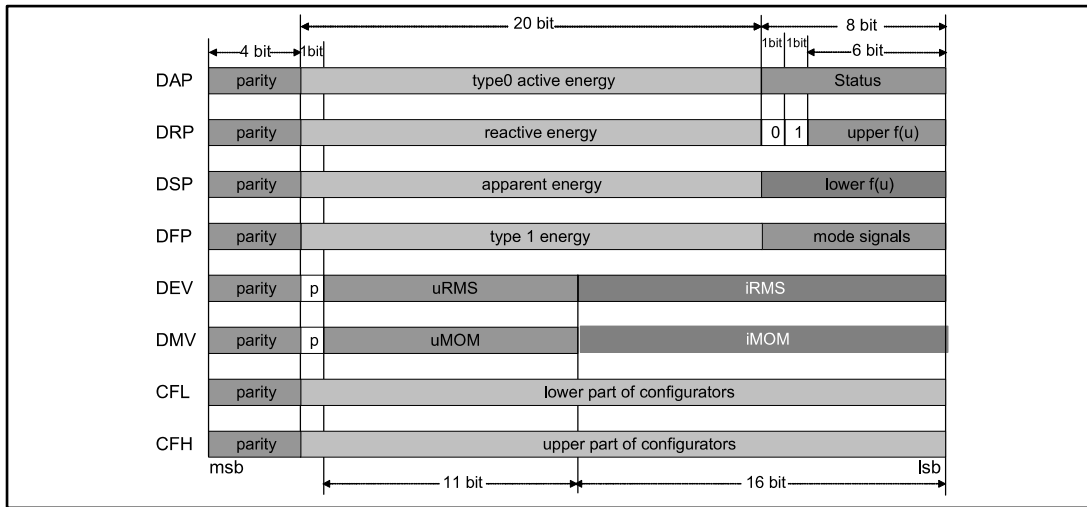 20 bit
8 bit
4 bit
1bit
1bit
1bit
6 bit
DAP parity type0 active energy Status
DRP parity reactive energy 0 1 upper f(u)
DSP parity apparent energy lower f(u)
DFP parity type 1 energy mode signals
DEV parity p uRMS iRMS
DMV parity p uMOM iMOM
CFL parity lower part of configurators
CFH parity upper part of configurators
msb
lsb
11 bit
16 bit